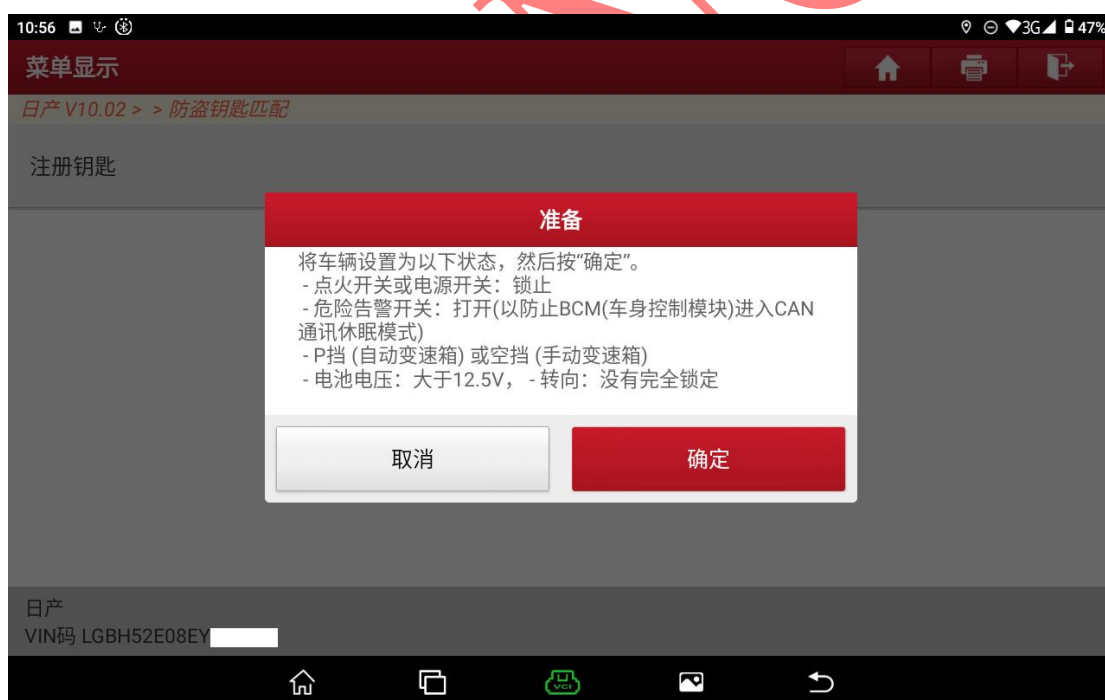 10:56
3G
47%
菜单显示
日产 V10.02 > > 防盗钥匙匹配
注册钥匙
准备
将车辆设置为以下状态，然后按“确定”。
- 点火开关或电源开关：锁止
- 危险告警开关：打开(以防止BCM(车身控制模块)进入CAN
通讯休眠模式)
- P挡 (自动变速箱) 或空挡 (手动变速箱)
- 电池电压：大于12.5V， - 转向：没有完全锁定
取消
确定
日产
VIN码 LGBH52E08EY
VCI